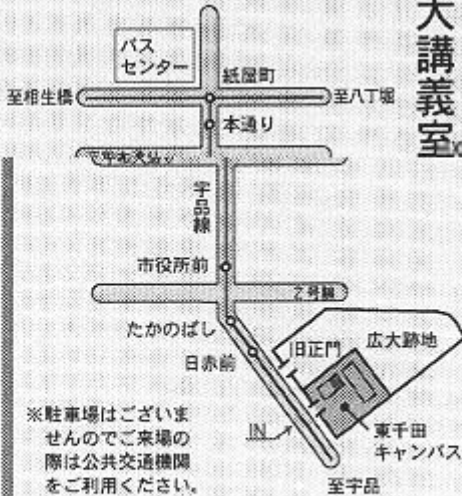 大講義室
バス
センター
紙屋町
至相生橋
至八丁堀
本通り
宇品線
市役所前
2号線
たかのばし
日赤前
旧正門
広大跡地
※駐車場はございま
せんのでご来場の
際は公共交通機関
をご利用ください。
IN
東千田
キャンパス
至宇品